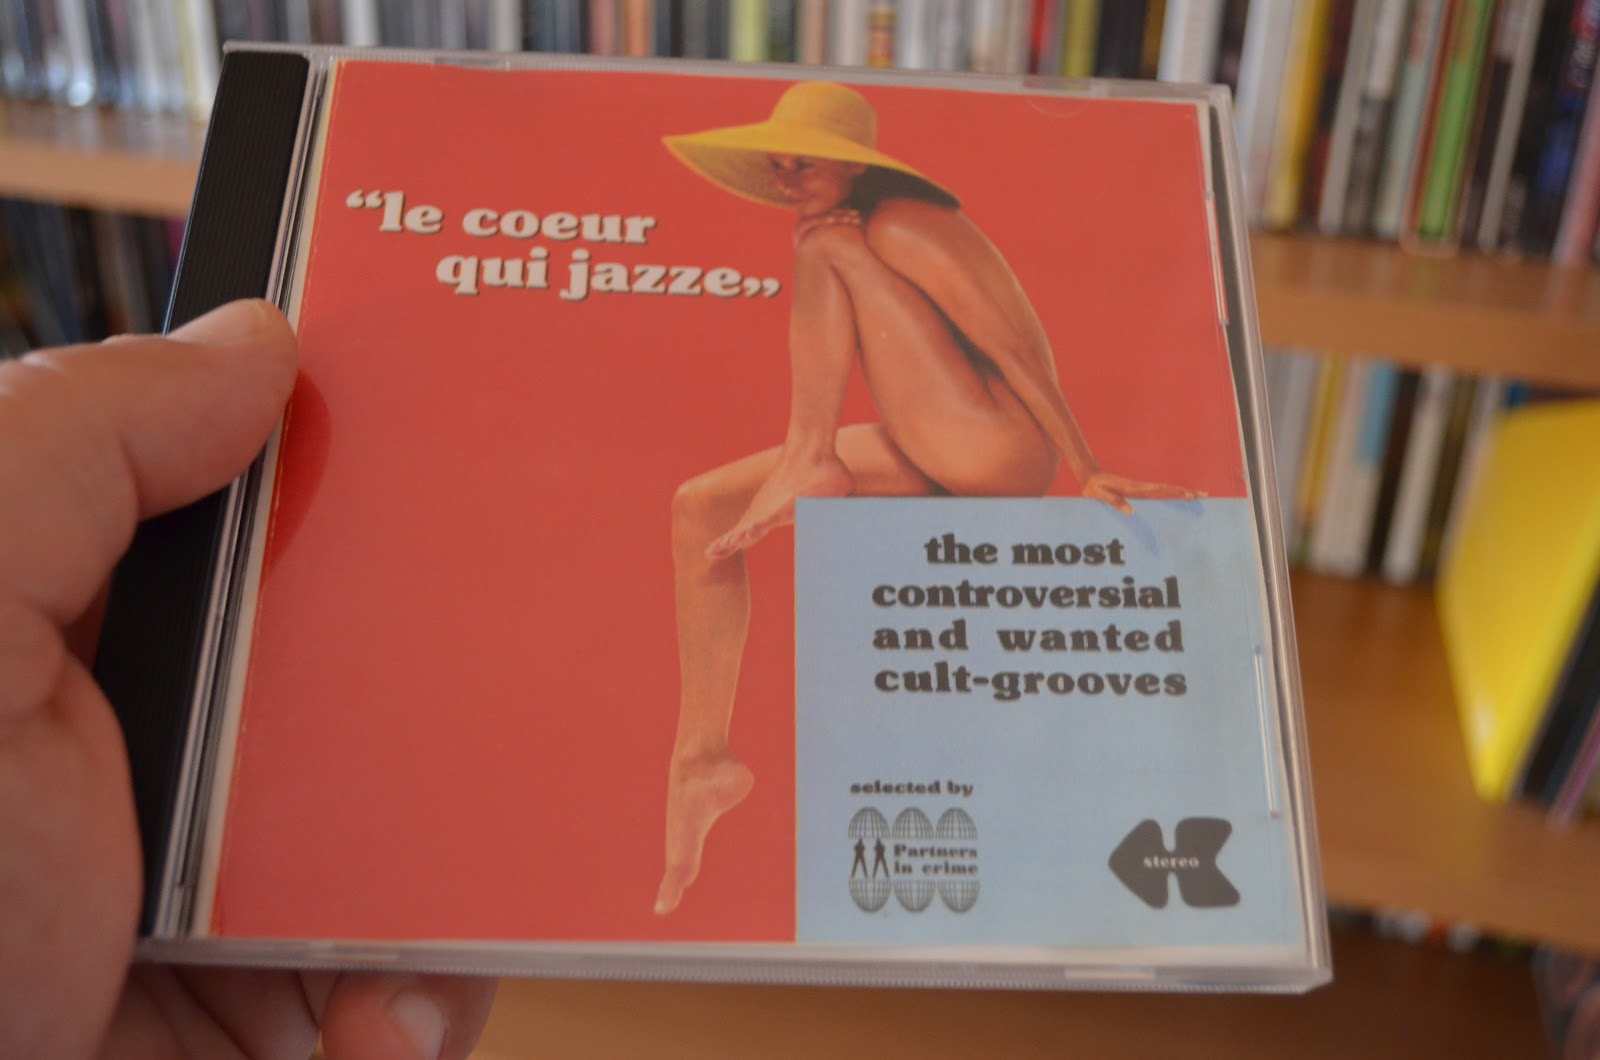 “le coeur
qui jazze”
the most
controversial
and wanted
cult-grooves
selected by
Partners
in crime
stereo